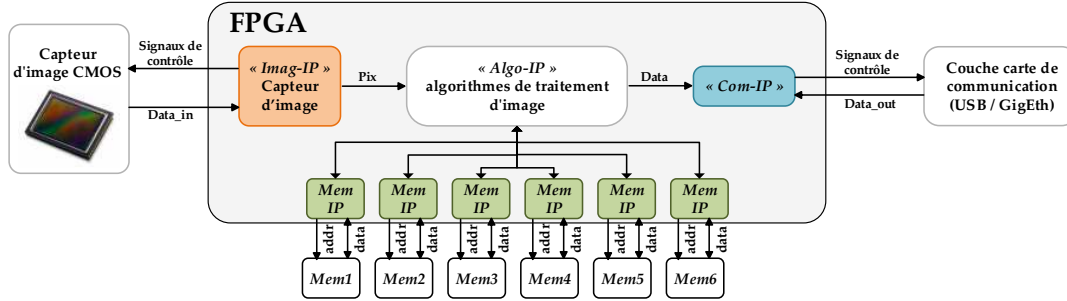 FPGA
Capteur
d'image CMOS
Signaux de
contrôle
Data_in
« Imag-IP »
Capteur
d’image
Pix
« Algo-IP »
algorithmes de traitement
d'image
Data
« Com-IP »
Signaux de
contrôle
Data_out
Couche carte de
communication
(USB / GigEth)
Mem
IP
Mem
IP
Mem
IP
Mem
IP
Mem
IP
Mem
IP
addr
data
addr
data
addr
data
addr
data
addr
data
addr
data
Mem1
Mem2
Mem3
Mem4
Mem5
Mem6